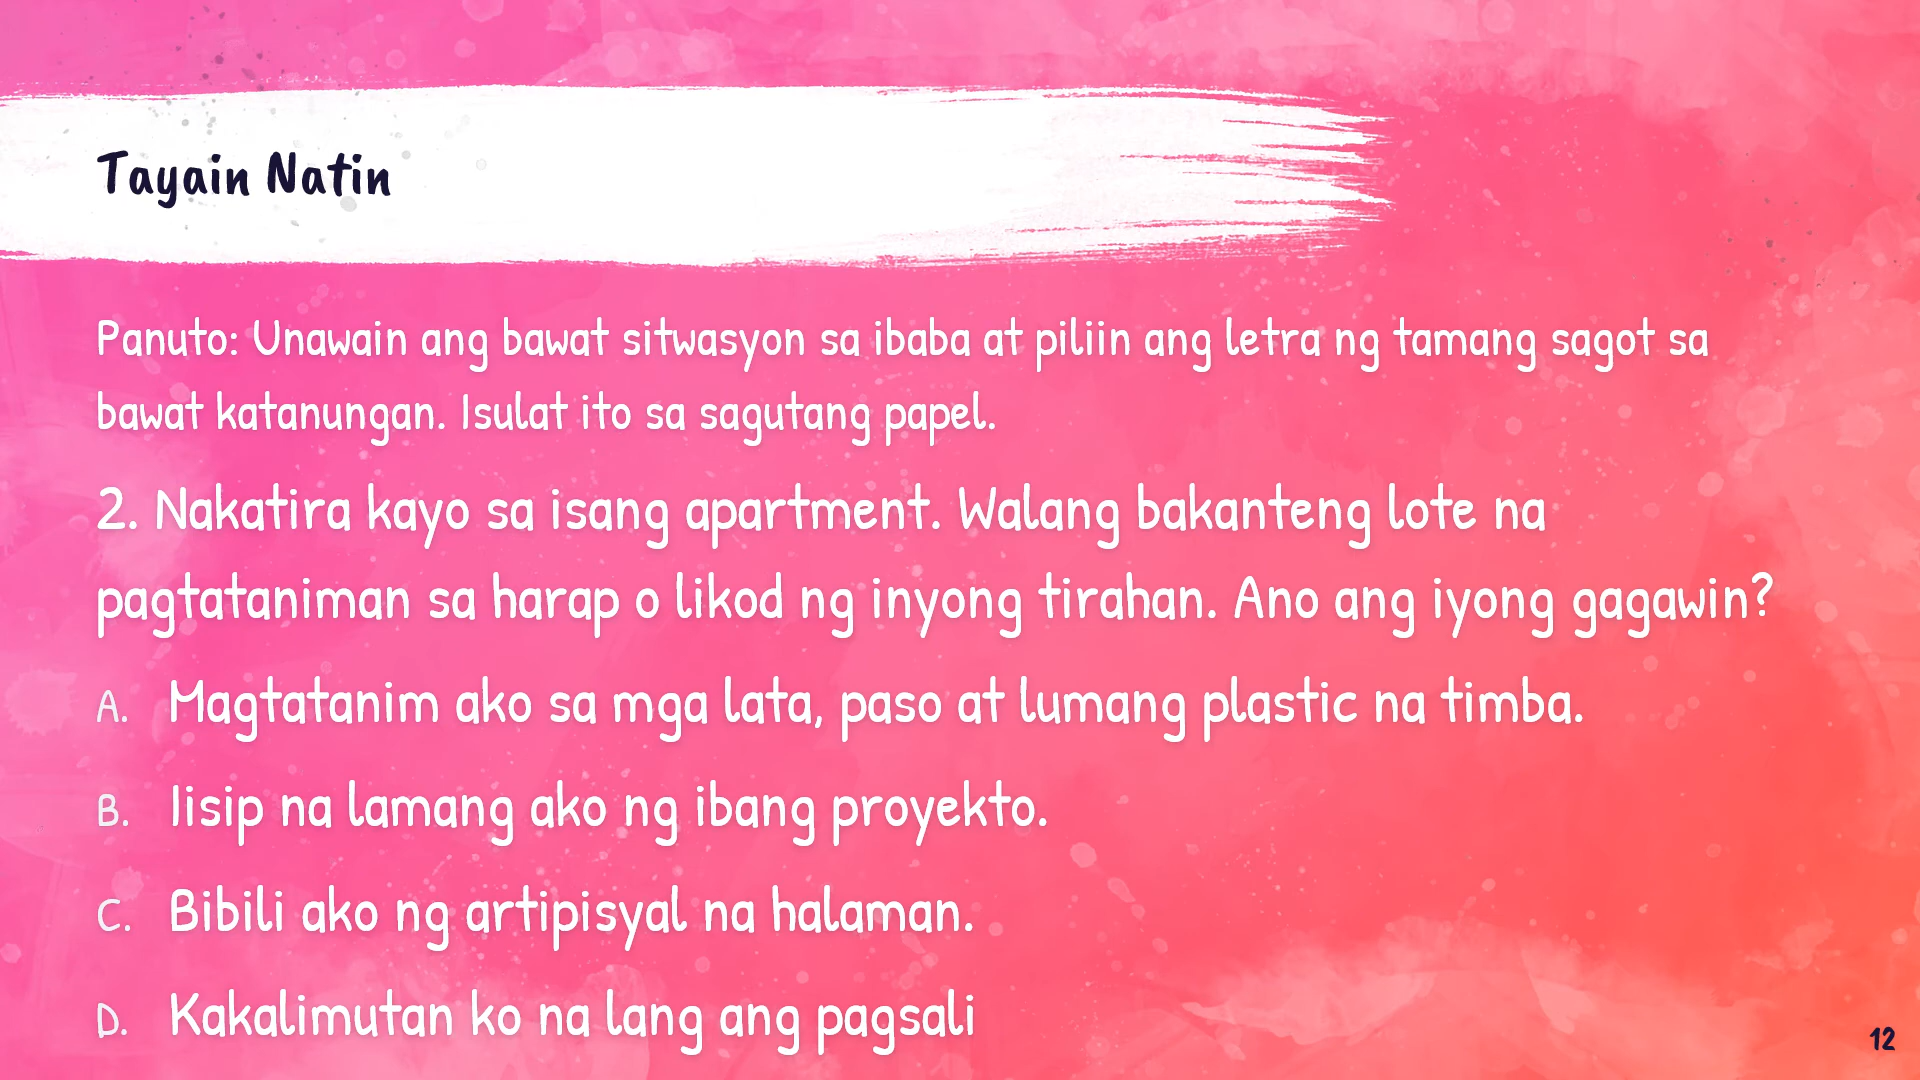 Tayain Natin
Panuto: Unawain ang bawat sitwasyon sa ibaba at piliin ang letra ng tamang sagot sa
bawat katanungan. Isulat ito sa sagutang papel.
2. Nakatira kayo sa isang apartment. Walang bakanteng lote na
pagtataniman sa harap o likod ng inyong tirahan. Ano ang iyong gagawin?
A. Magtatanim ako sa mga lata, paso at lumang plastic na timba.
B. Iisip na lamang ako ng ibang proyekto.
C. Bibili ako ng artipisyal na halaman.
D. Kakalimutan ko na lang ang pagsali
12